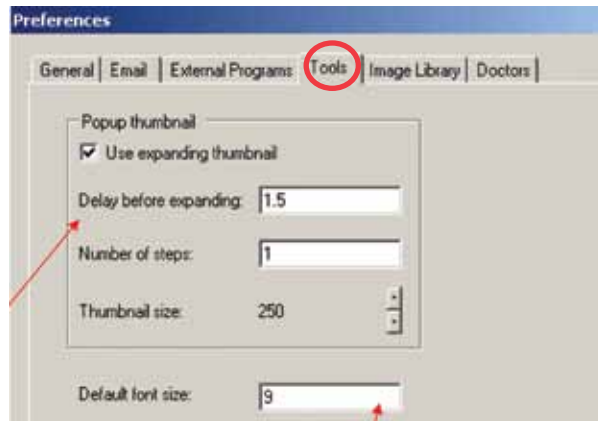 Preferences
General Email External Programs Tools Image Library Doctors
Popup thumbnail
Use expanding thumbnail
Delay before expanding: 1.5
Number of steps: 1
Thumbnail size: 250
Default font size: 9